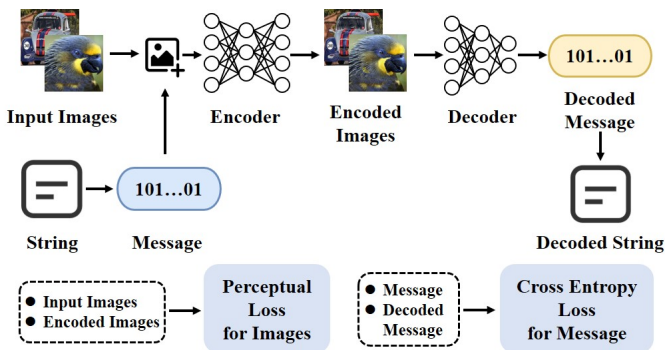 101…01
Input Images
Encoder
Encoded
Images
Decoder
Decoded
Message
101…01
String
Message
Decoded String
Input Images
Encoded Images
Perceptual
Loss
for Images
Message
Decoded
Message
Cross Entropy
Loss
for Message